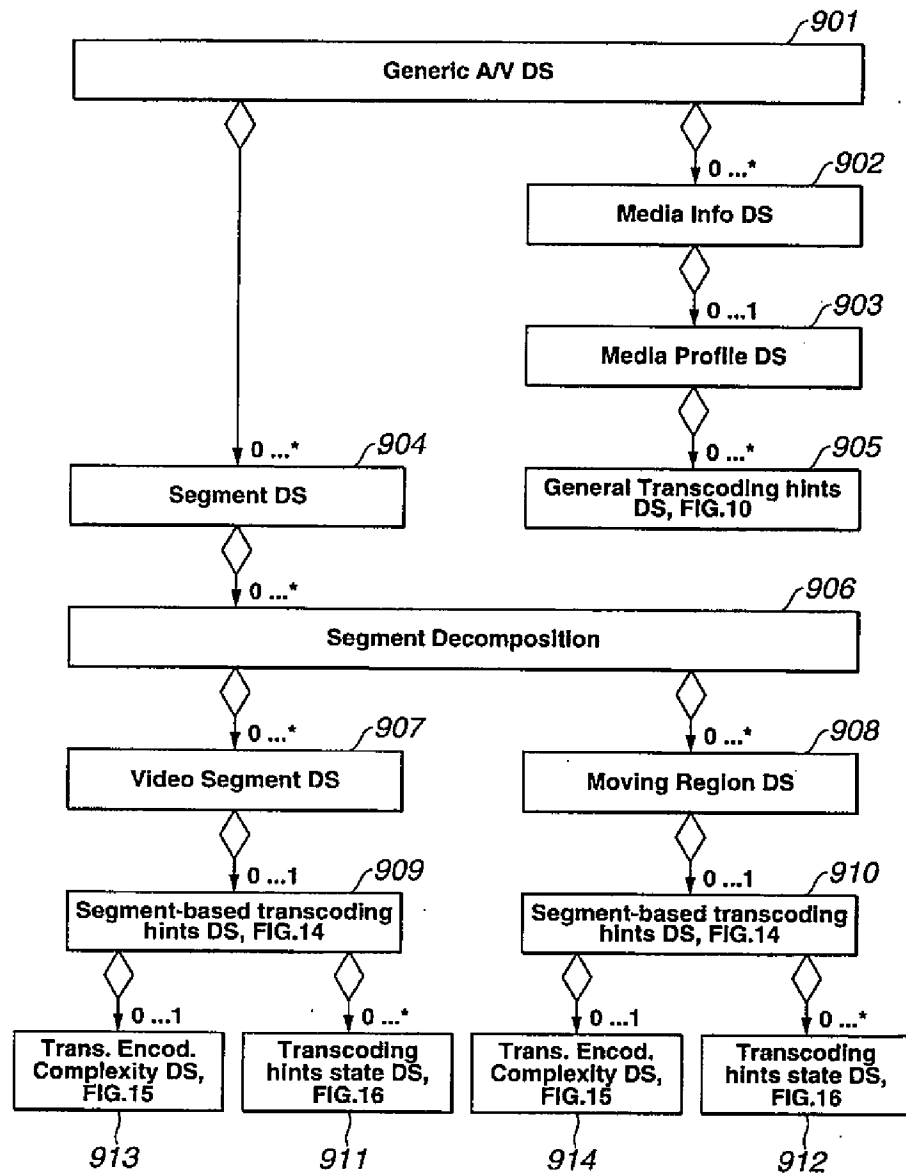 901
Generic A/V DS
0 ...*
902
Media Info DS
0 ...1
903
Media Profile DS
0 ...*
904
0 ...*
905
Segment DS
General Transcoding hints
DS, FIG.10
0 ...*
906
Segment Decomposition
0 ...*
907
0 ...*
908
Video Segment DS
Moving Region DS
0 ...1
909
0 ...1
910
Segment-based transcoding
hints DS, FIG.14
Segment-based transcoding
hints DS, FIG.14
0 ...1
0 ...*
0 ...1
0 ...*
Trans. Encod.
Complexity DS,
FIG.15
Transcoding
hints state DS,
FIG.16
Trans. Encod.
Complexity DS,
FIG.15
Transcoding
hints state DS,
FIG.16
913
911
914
912